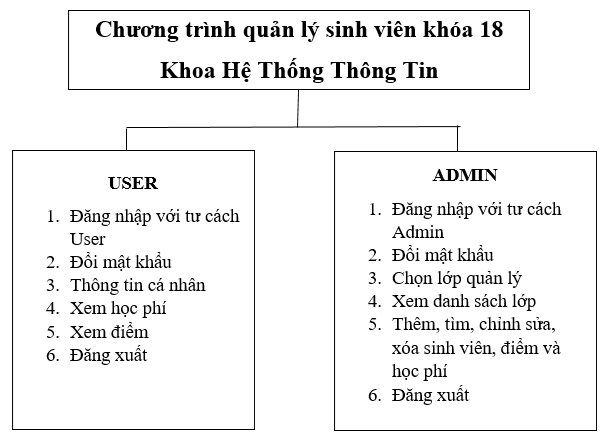 Chương trình quản lý sinh viên khóa 18
Khoa Hệ Thống Thông Tin
USER
1. Đăng nhập với tư cách
User
2. Đổi mật khẩu
3. Thông tin cá nhân
4. Xem học phí
5. Xem điểm
6. Đăng xuất
ADMIN
1. Đăng nhập với tư cách
Admin
2. Đổi mật khẩu
3. Chọn lớp quản lý
4. Xem danh sách lớp
5. Thêm, tìm, chỉnh sửa,
xóa sinh viên, điểm và
học phí
6. Đăng xuất